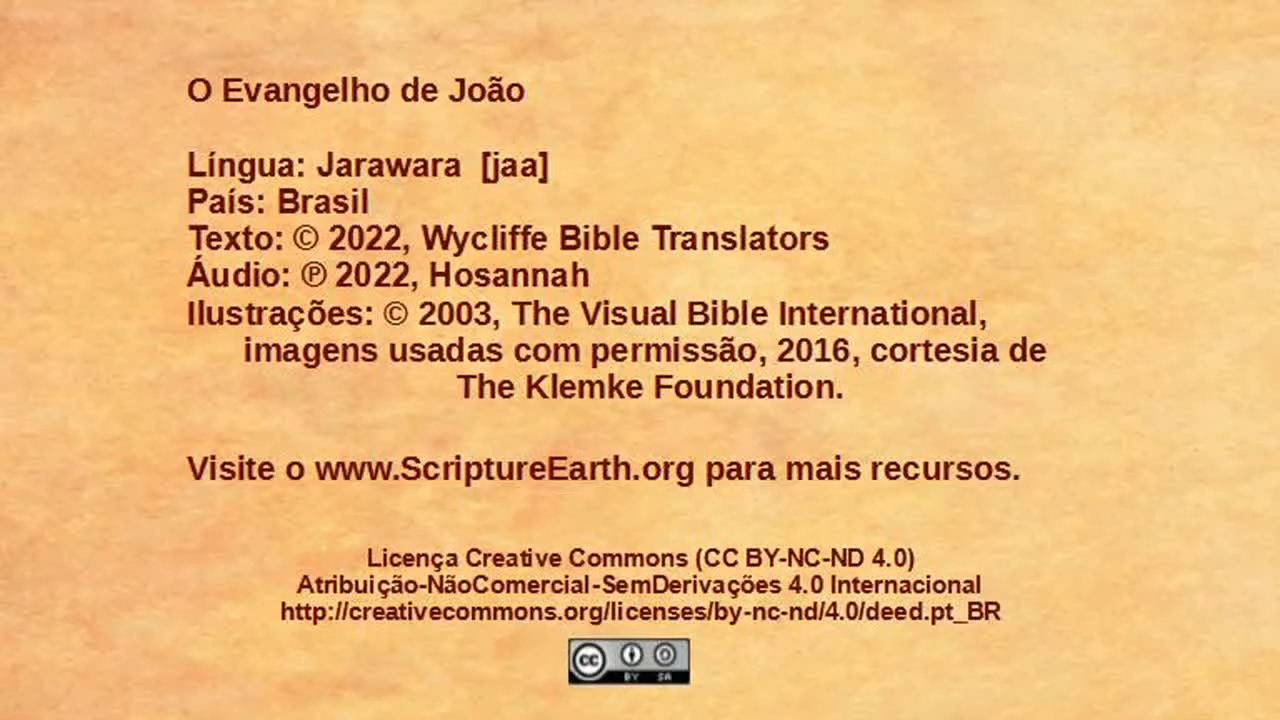 O Evangelho de João
Língua: Jarawara [jaa]
País: Brasil
Texto: © 2022, Wycliffe Bible Translators
Áudio: ℗ 2022, Hosannah
Ilustrações: © 2003, The Visual Bible International,
imagens usadas com permissão, 2016, cortesia de
The Klemke Foundation.
Visite o www.ScriptureEarth.org para mais recursos.
Licença Creative Commons (CC BY-NC-ND 4.0)
Atribuição-NãoComercial-SemDerivações 4.0 Internacional
http://creativecommons.org/licenses/by-nc-nd/4.0/deed.pt_BR
cc
BY SA